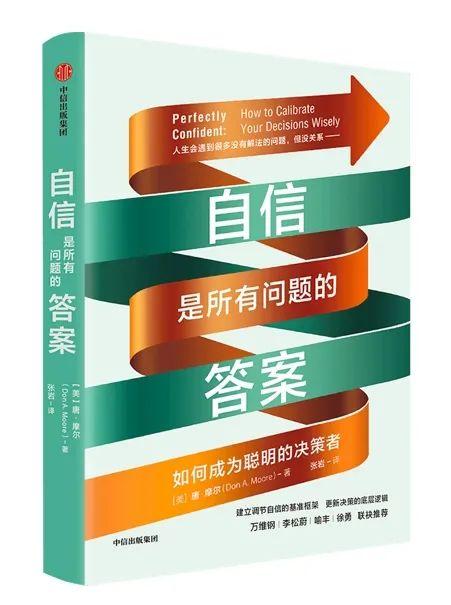 中信出版集团
自信
是所有
问题的
答案
[美] 唐·摩尔
(Don A. Moore)-著
张岩-译
中信出版集团
Perfectly How to Calibrate
Confident: Your Decisions Wisely
人生会遇到很多没有解法的问题，但没关系——
自信
是所有问题的
答案
如何成为聪明的决策者
[美] 唐·摩尔(Don A. Moore)-著 张岩-译
建立调节自信的基准框架 更新决策的底层逻辑
万维钢|李松蔚|喻丰|徐勇 联袂推荐